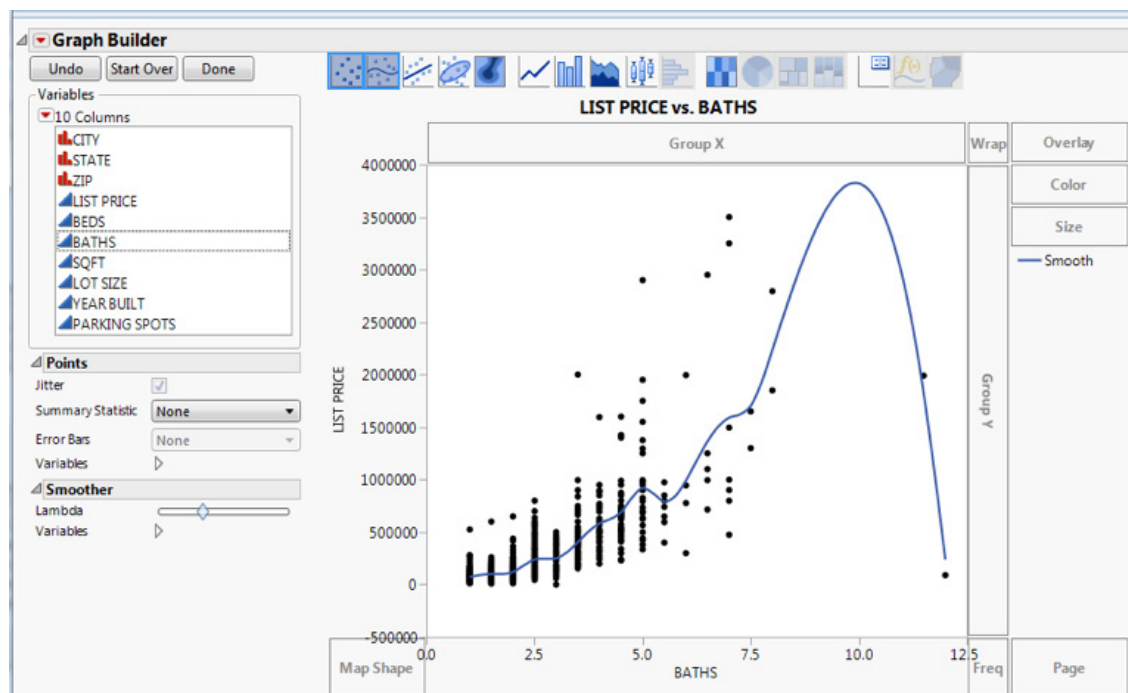 Graph Builder
Undo Start Over Done
Variables
10 Columns
CITY
STATE
ZIP
LIST PRICE
BEDS
BATHS
SQFT
LOT SIZE
YEAR BUILT
PARKING SPOTS
Points
Jitter
Summary Statistic None
Error Bars None
Variables
Smoother
Lambda
Variables
LIST PRICE vs. BATHS
Group X
Wrap
Overlay
Color
Size
Smooth
4000000
3500000
3000000
2500000
2000000
1500000
1000000
500000
0
-500000
LIST PRICE
Group Y
0.0 2.5 5.0 7.5 10.0 12.5
BATHS
Map Shape
Freq
Page